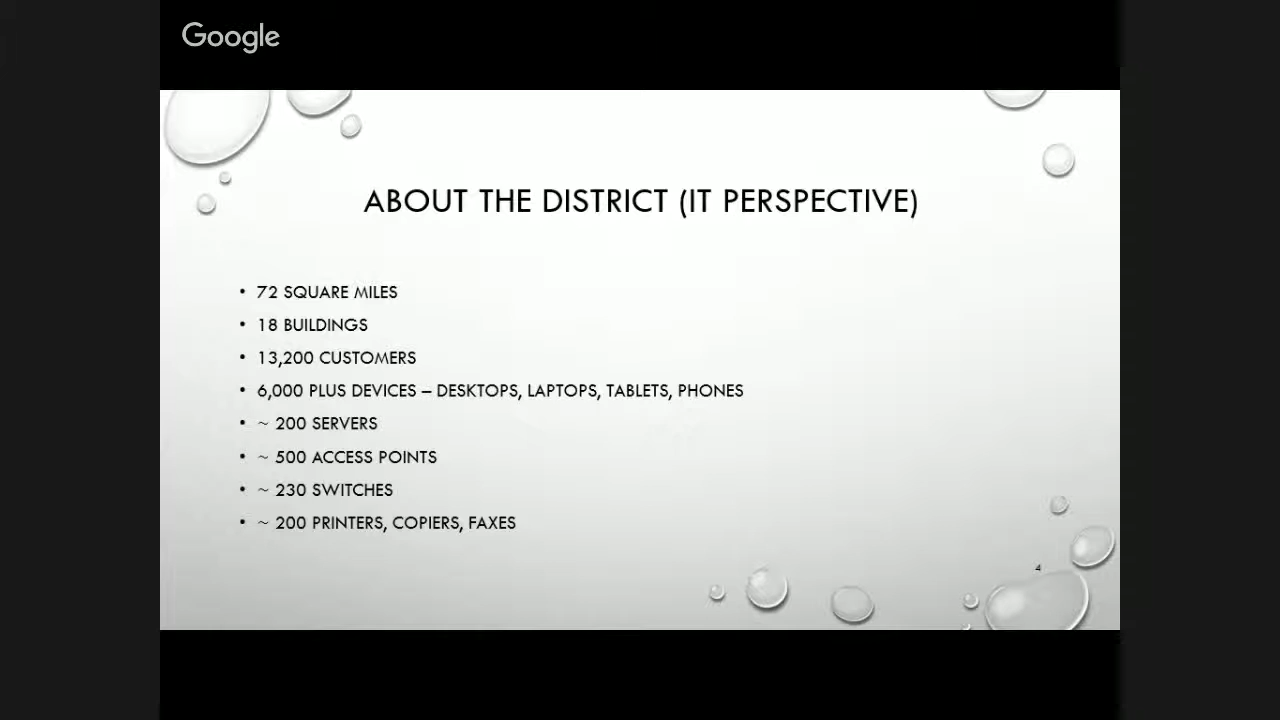 Google
ABOUT THE DISTRICT (IT PERSPECTIVE)
• 72 SQUARE MILES
• 18 BUILDINGS
• 13,200 CUSTOMERS
• 6,000 PLUS DEVICES – DESKTOPS, LAPTOPS, TABLETS, PHONES
• ~ 200 SERVERS
• ~ 500 ACCESS POINTS
• ~ 230 SWITCHES
• ~ 200 PRINTERS, COPIERS, FAXES
4